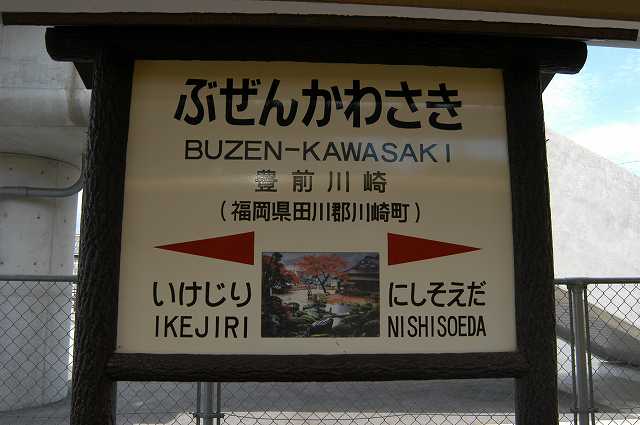 ぶぜんかわさき
BUZEN-KAWASAKI
豊前川崎
(福岡県田川郡川崎町)
いけじり
IKEJIRI
にしそえだ
NISHISOEDA